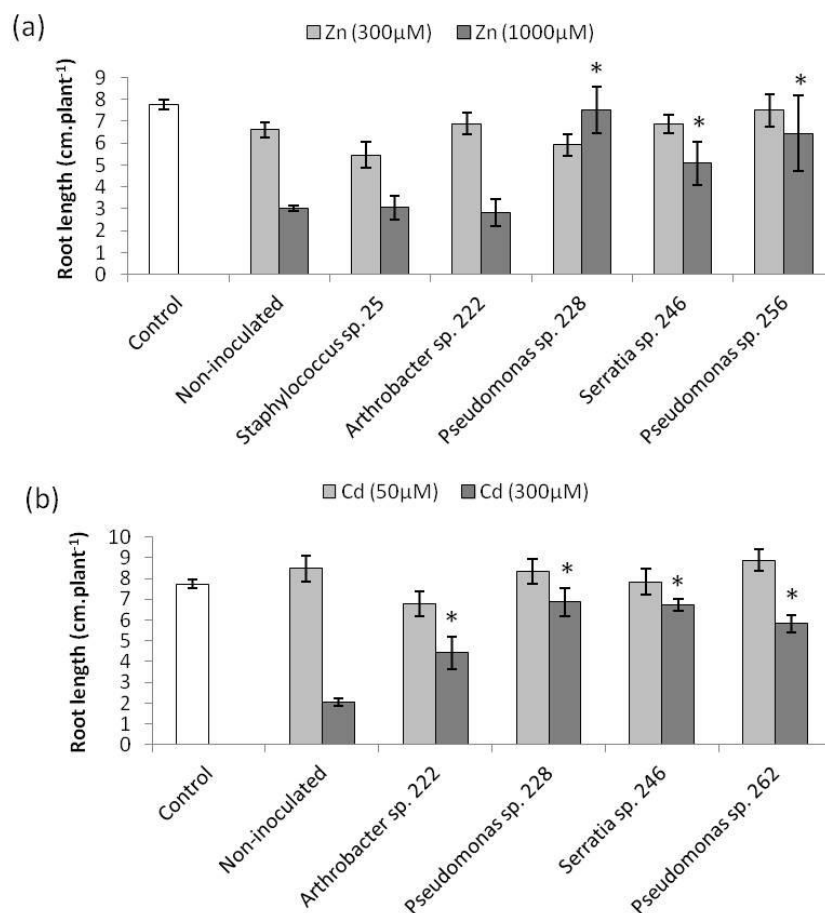 (a)
Zn (300µM) Zn (1000µM)
Root length (cm.plant-1)
9
8
7
6
5
4
3
2
1
0
* * *
Control
Non-inoculated
Staphylococcus sp. 25
Arthrobacter sp. 222
Pseudomonas sp. 228
Serratia sp. 246
Pseudomonas sp. 256
(b)
Cd (50µM) Cd (300µM)
Root length (cm.plant-1)
10
9
8
7
6
5
4
3
2
1
0
* * * *
Control
Non-inoculated
Arthrobacter sp. 222
Pseudomonas sp. 228
Serratia sp. 246
Pseudomonas sp. 262